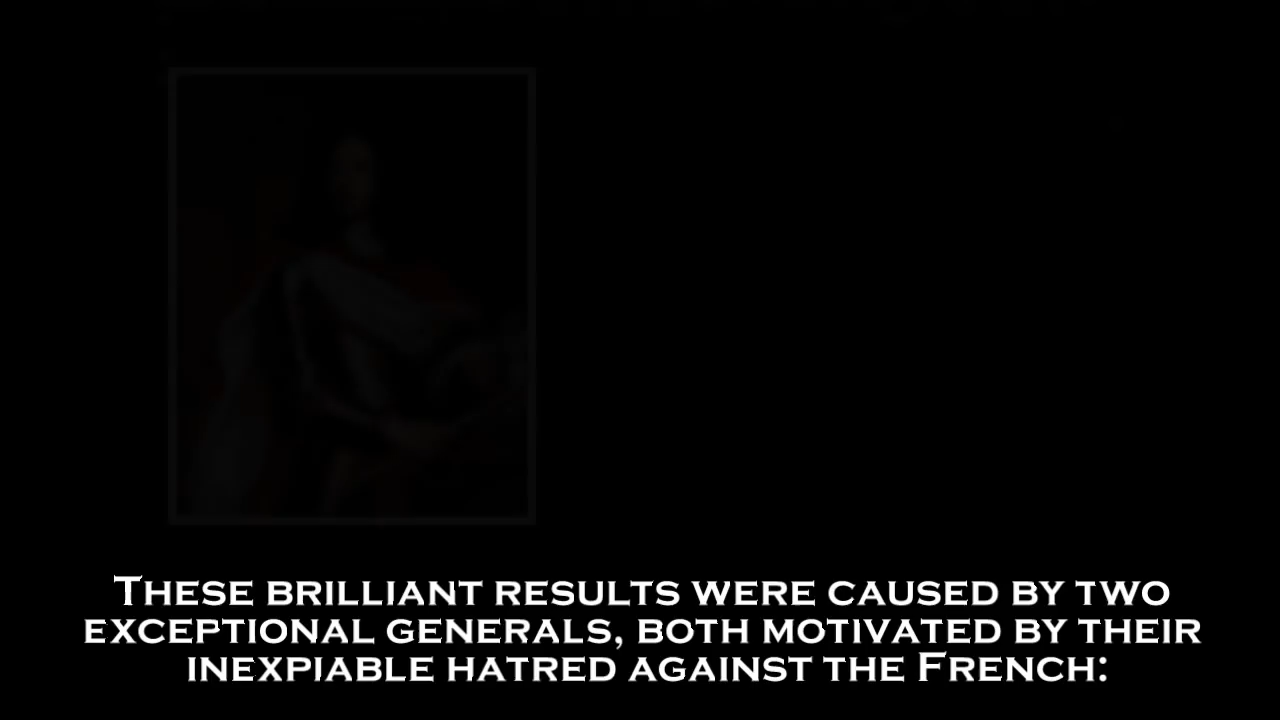 These brilliant results were caused by two
exceptional generals, both motivated by their
inexpiable hatred against the French: